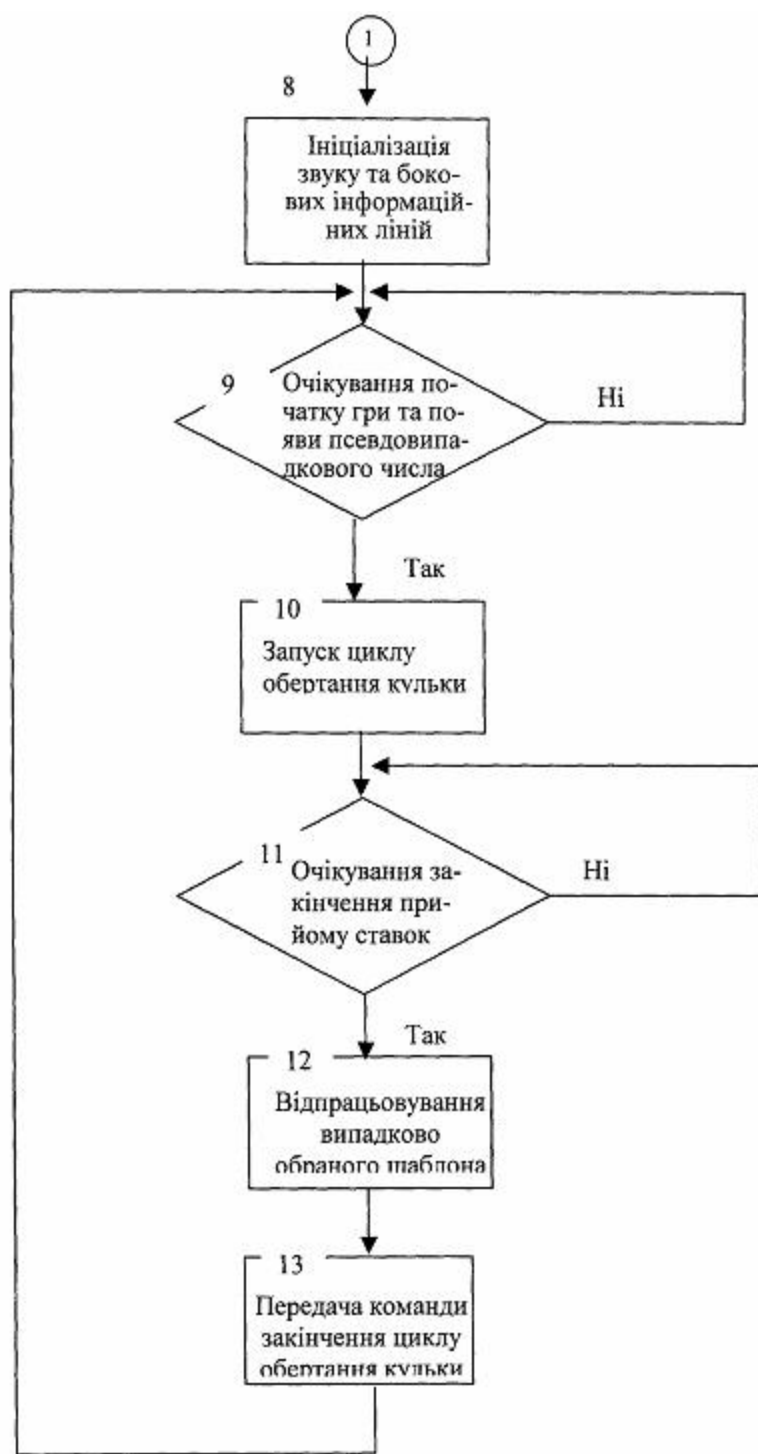 1
8
Ініціалізація
звуку та боко-
вих інформацій-
них ліній
9
Очікування по-
чатку гри та по-
яви псевдовипа-
дкового числа
Ні
Так
10
Запуск циклу
обертання кульки
11
Очікування за-
кінчення при-
йому ставок
Ні
Так
12
Відпрацьовування
випадково
обраного шаблона
13
Передача команди
закінчення циклу
обертання кульки